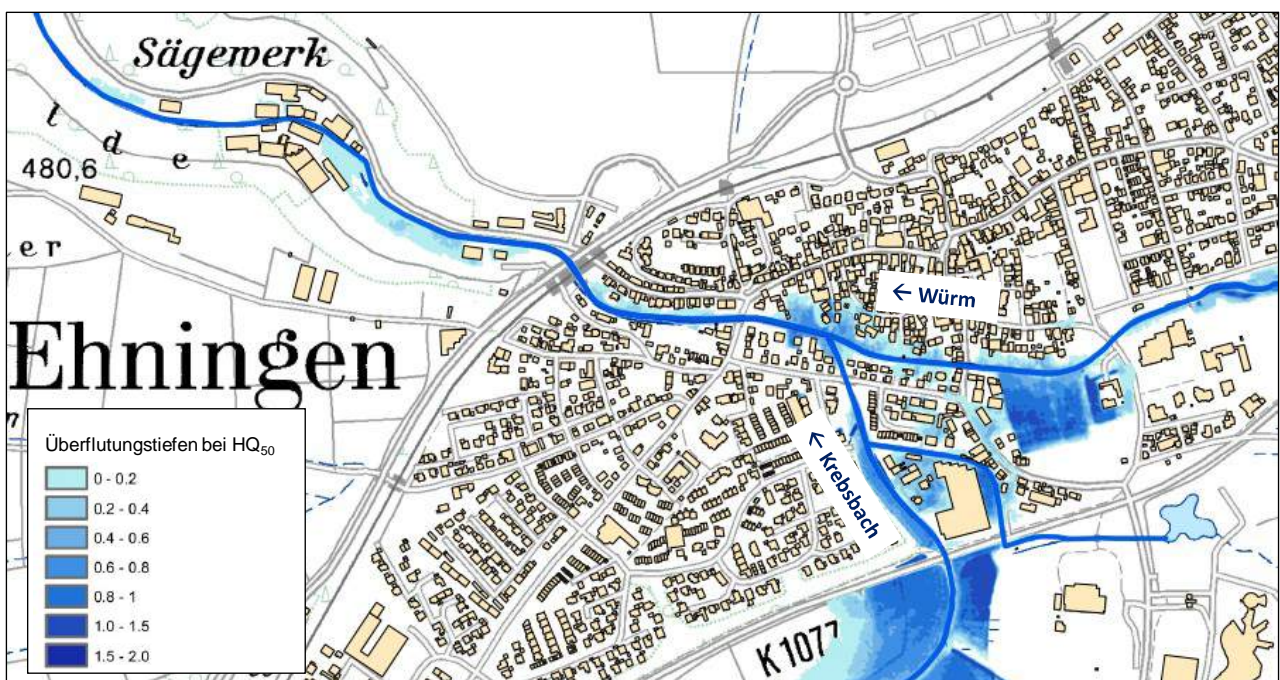 Sägewerk
l d e
480,6
er
Ehningen
← Würm
← Krebsbach
K 1077
Überflutungstiefen bei HQ50
0 - 0.2
0.2 - 0.4
0.4 - 0.6
0.6 - 0.8
0.8 - 1
1.0 - 1.5
1.5 - 2.0